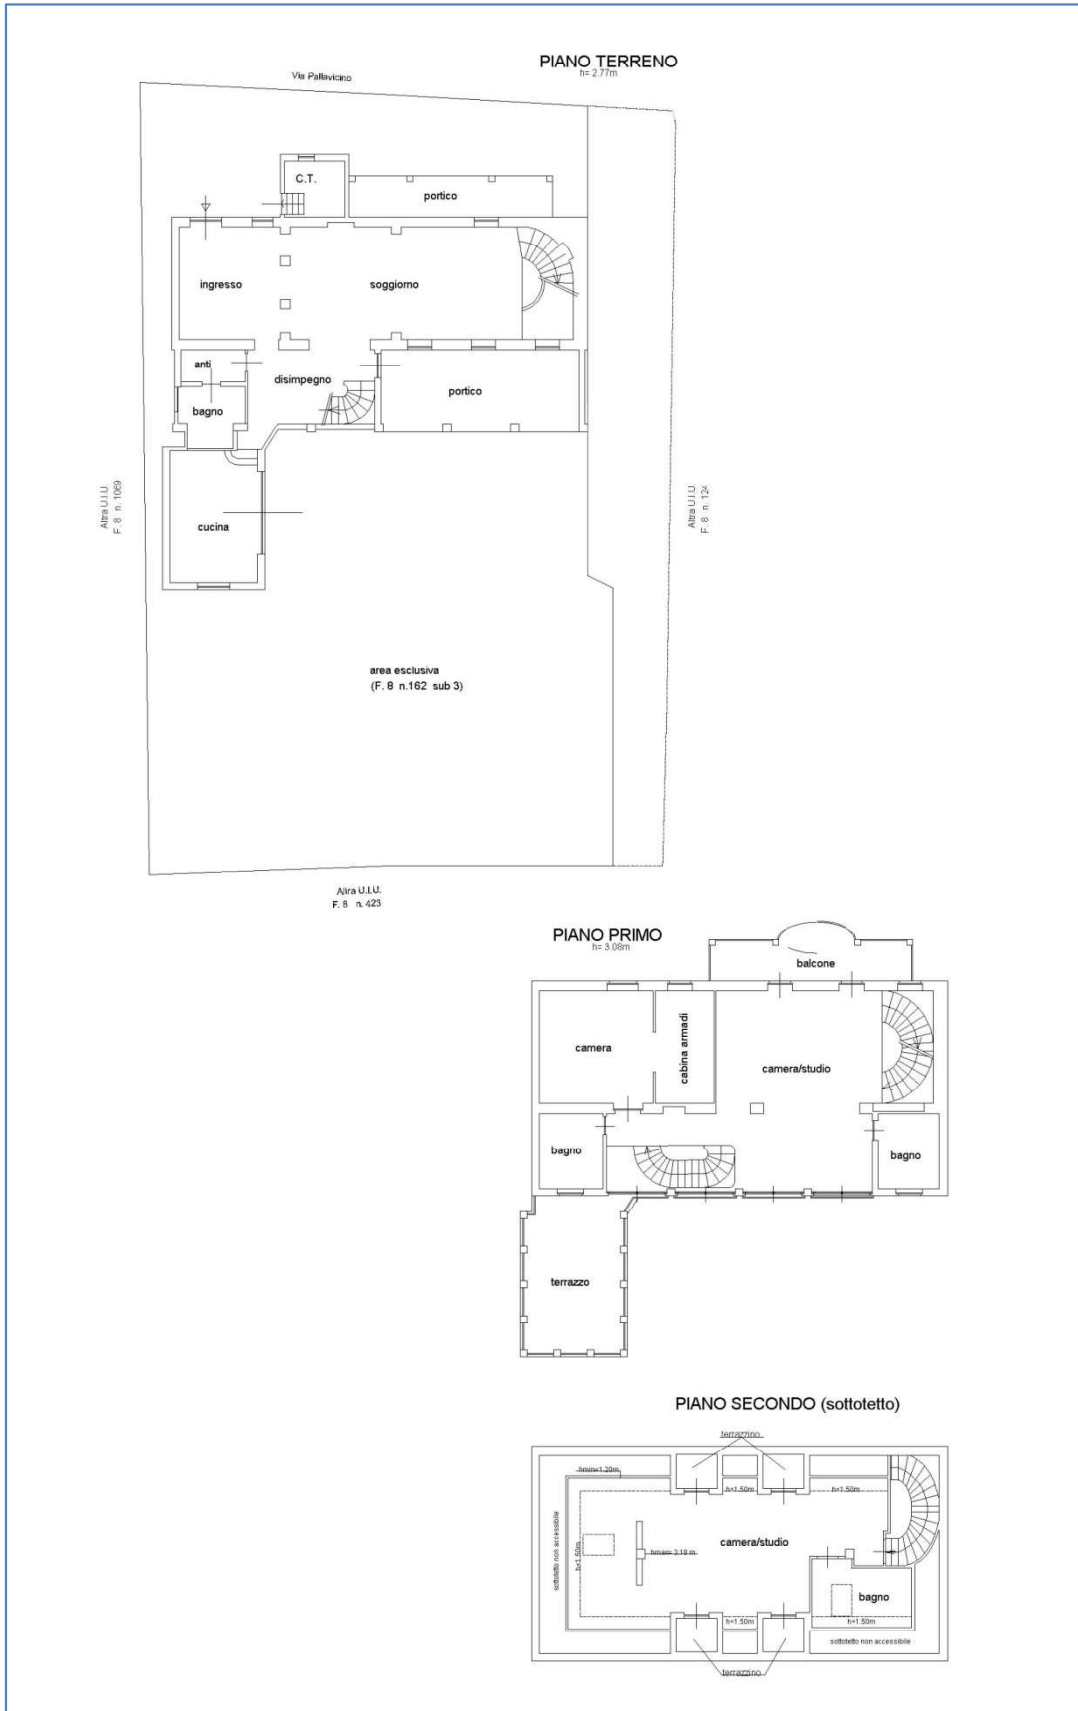 PIANO TERRENO
h= 2.77m
Via Pallavicino
C.T.
portico
ingresso
soggiorno
anti
disimpegno
bagno
portico
Altra U.I.U.
F. 8 n. 1069
Altra U.I.U.
F. 8 n. 124
cucina
area esclusiva
(F. 8 n.162 sub 3)
Altra U.I.U.
F. 8 n. 423
PIANO PRIMO
h= 3.08m
balcone
camera
cabina armadi
camera/studio
bagno
bagno
terrazzo
PIANO SECONDO (sottotetto)
terrazzino
hmin=1.20m
h<1.50m
h<1.50m
sottotetto non accessibile
h<1.50m
camera/studio
hmax= 3.18 m.
bagno
h<1.50m
h<1.50m
sottotetto non accessibile
terrazzino